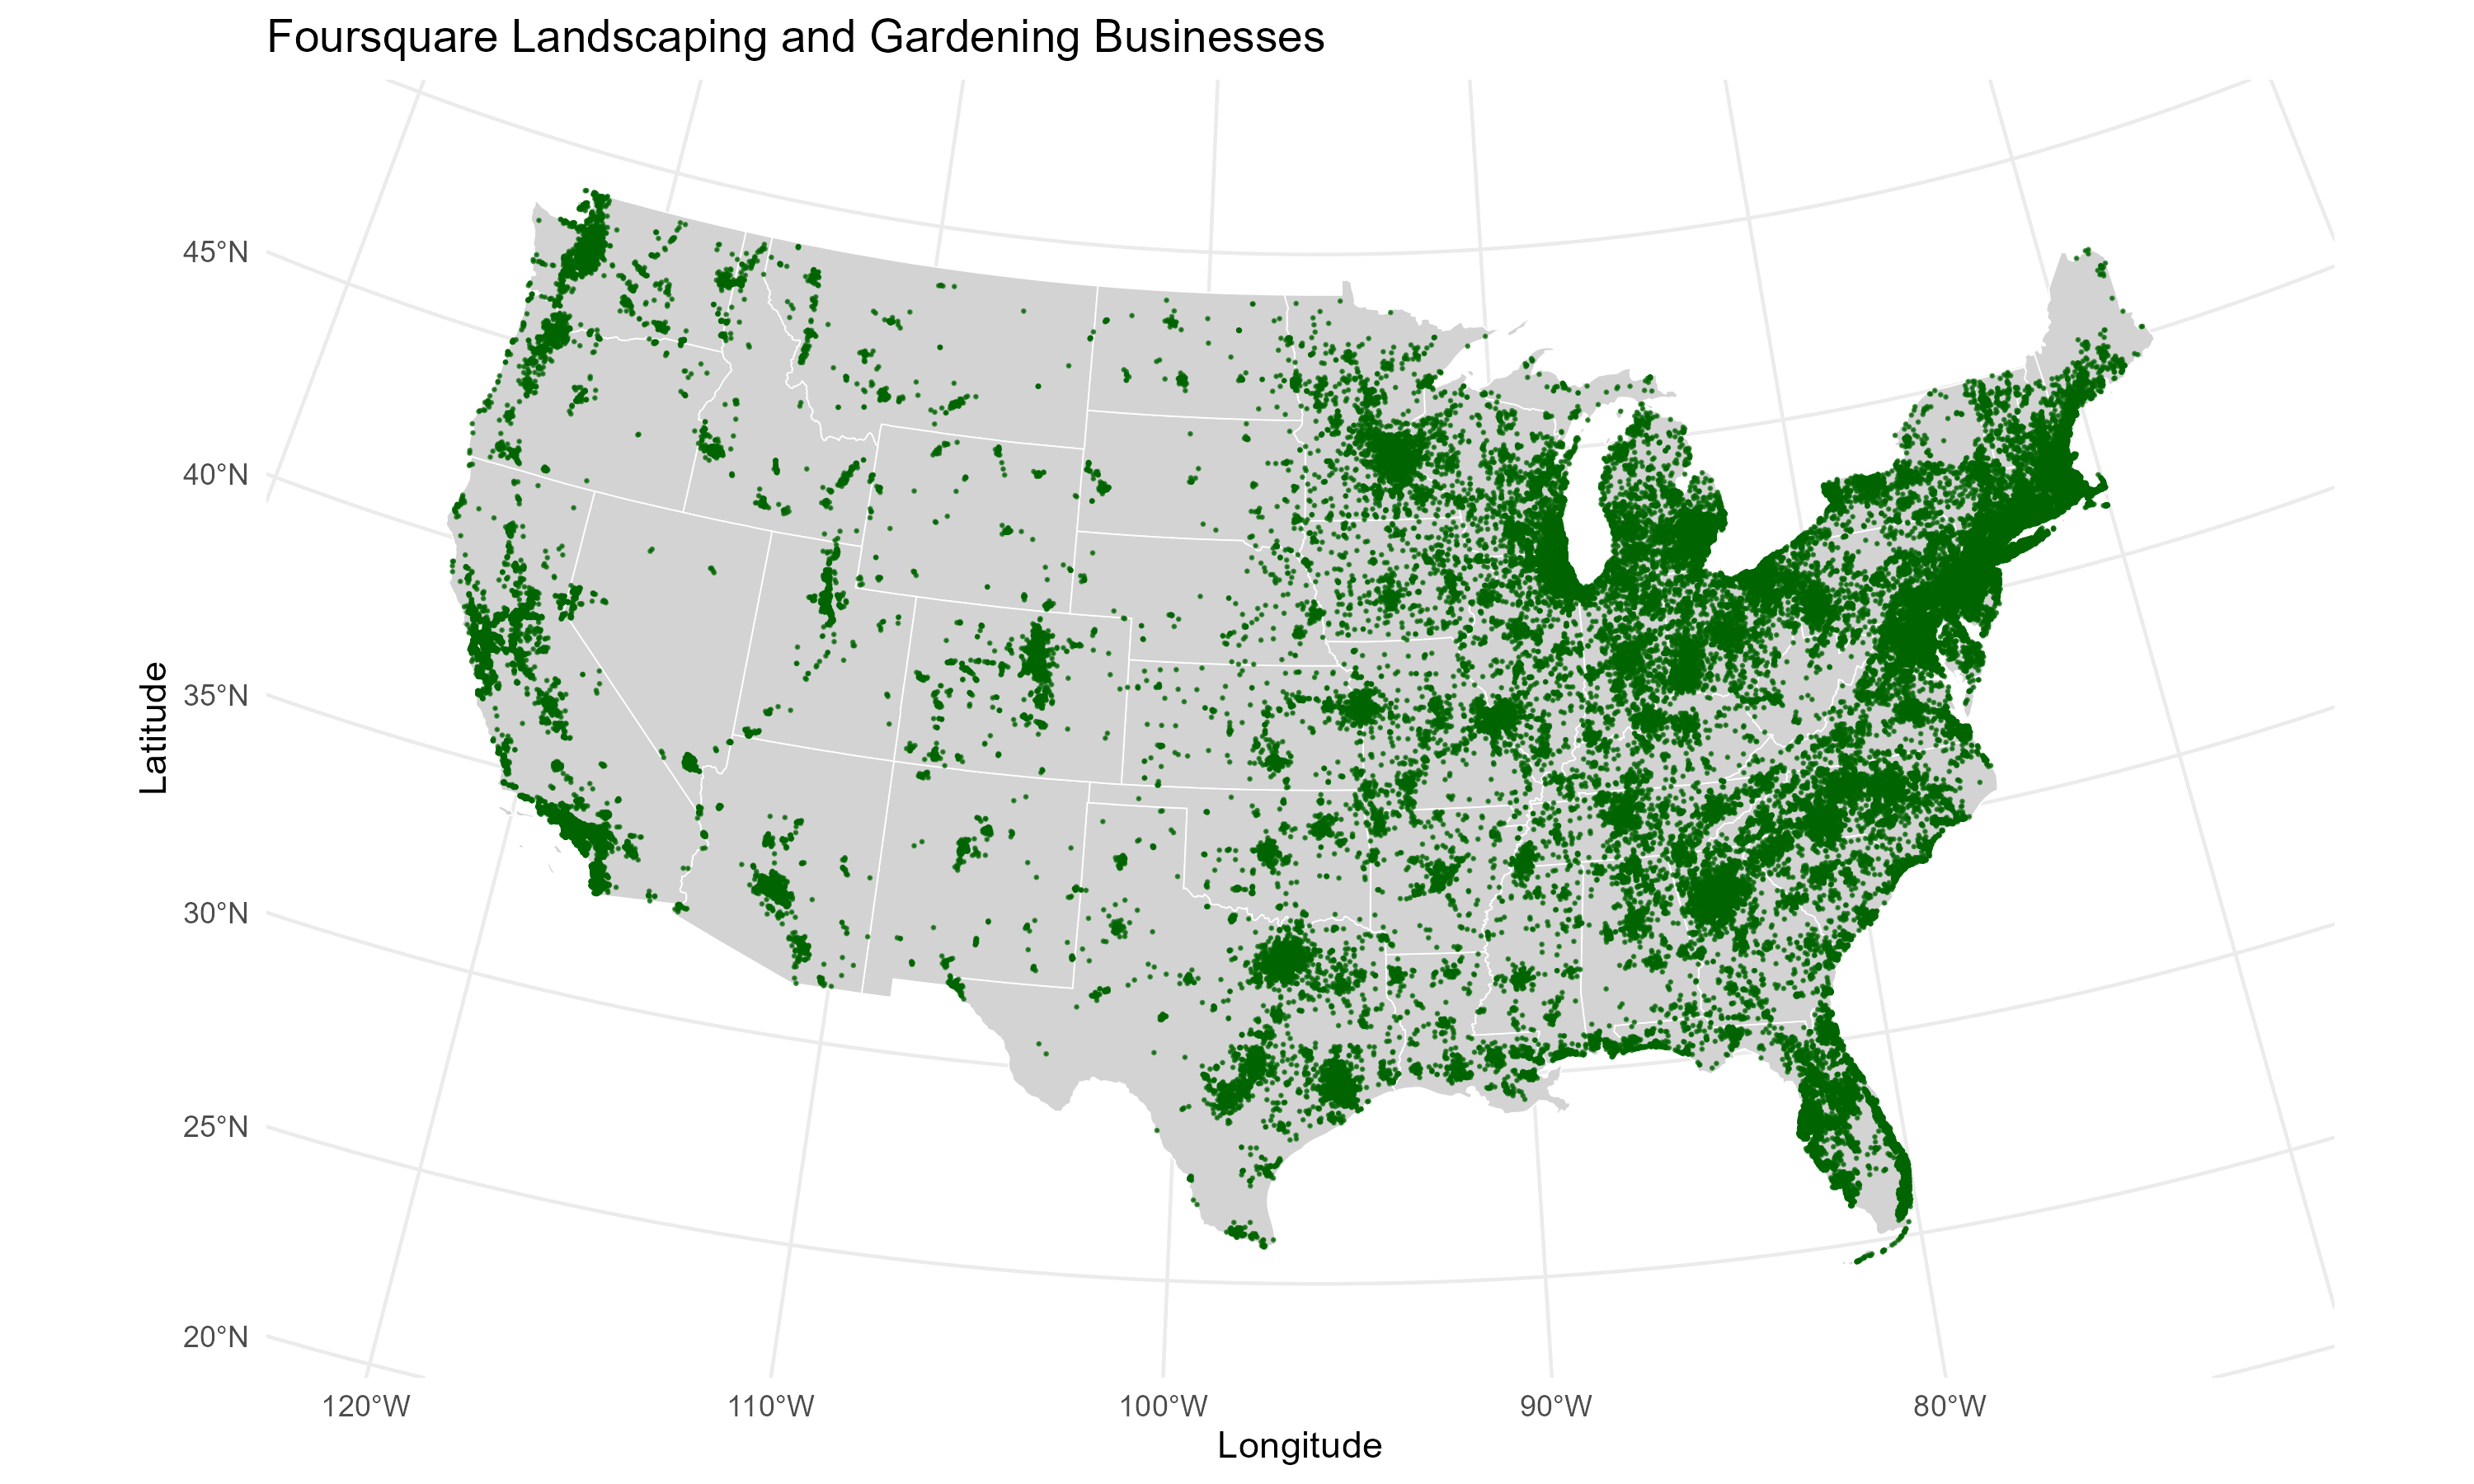 Foursquare Landscaping and Gardening Businesses
45°N
40°N
35°N
30°N
25°N
20°N
Latitude
120°W
110°W
100°W
90°W
80°W
Longitude